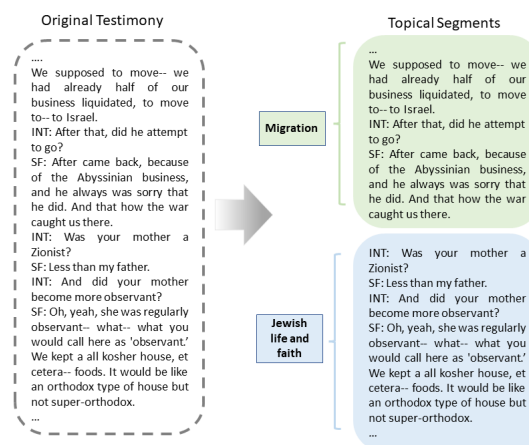 Original Testimony
....
We supposed to move-- we
had already half of our
business liquidated, to move
to-- to Israel.
INT: After that, did he attempt
to go?
SF: After came back, because
of the Abyssinian business,
and he always was sorry that
he did. And that how the war
caught us there.
INT: Was your mother a
Zionist?
SF: Less than my father.
INT: And did your mother
become more observant?
SF: Oh, yeah, she was regularly
observant-- what-- what you
would call here as 'observant.’
We kept a all kosher house, et
cetera-- foods. It would be like
an orthodox type of house but
not super-orthodox.
...
Migration
Jewish
life and
faith
Topical Segments
...
We supposed to move-- we
had already half of our
business liquidated, to move
to-- to Israel.
INT: After that, did he attempt
to go?
SF: After came back, because
of the Abyssinian business,
and he always was sorry that
he did. And that how the war
caught us there.
INT: Was your mother a
Zionist?
SF: Less than my father.
INT: And did your mother
become more observant?
SF: Oh, yeah, she was regularly
observant-- what-- what you
would call here as 'observant.’
We kept a all kosher house, et
cetera-- foods. It would be like
an orthodox type of house but
not super-orthodox.
...